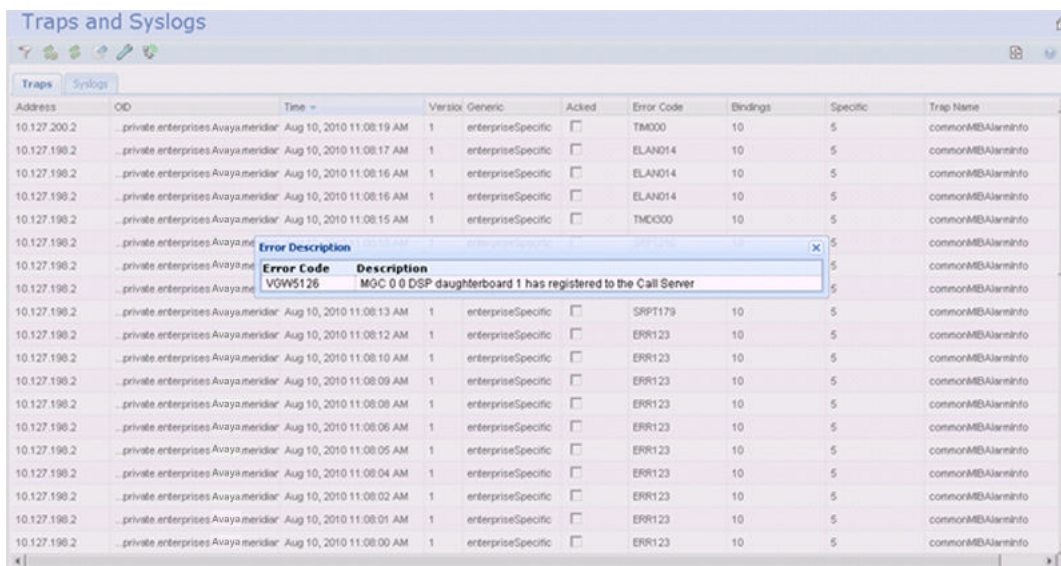 Traps and Syslogs
Traps Syslogs
Address OID Time Version Generic Acked Error Code Bindings Specific Trap Name
10.127.200.2 ...private.enterprises.Avaya.meridian Aug 10, 2010 11:08:19 AM 1 enterpriseSpecific TIM000 10 5 commonMIBAlarmInfo
10.127.198.2 ...private.enterprises.Avaya.meridian Aug 10, 2010 11:08:17 AM 1 enterpriseSpecific ELAN014 10 5 commonMIBAlarmInfo
10.127.198.2 ...private.enterprises.Avaya.meridian Aug 10, 2010 11:08:16 AM 1 enterpriseSpecific ELAN014 10 5 commonMIBAlarmInfo
10.127.198.2 ...private.enterprises.Avaya.meridian Aug 10, 2010 11:08:16 AM 1 enterpriseSpecific ELAN014 10 5 commonMIBAlarmInfo
10.127.198.2 ...private.enterprises.Avaya.meridian Aug 10, 2010 11:08:15 AM 1 enterpriseSpecific TMDI300 10 5 commonMIBAlarmInfo
10.127.198.2 ...private.enterprises.Avaya.me 5 commonMIBAlarmInfo
Error Description
10.127.198.2 ...private.enterprises.Avaya.me 5 commonMIBAlarmInfo
Error Code Description
VGW5126 MGC 0 0 DSP daughterboard 1 has registered to the Call Server
10.127.198.2 ...private.enterprises.Avaya.me 5 commonMIBAlarmInfo
10.127.198.2 ...private.enterprises.Avaya.meridian Aug 10, 2010 11:08:13 AM 1 enterpriseSpecific SRPT179 10 5 commonMIBAlarmInfo
10.127.198.2 ...private.enterprises.Avaya.meridian Aug 10, 2010 11:08:12 AM 1 enterpriseSpecific ERR123 10 5 commonMIBAlarmInfo
10.127.198.2 ...private.enterprises.Avaya.meridian Aug 10, 2010 11:08:10 AM 1 enterpriseSpecific ERR123 10 5 commonMIBAlarmInfo
10.127.198.2 ...private.enterprises.Avaya.meridian Aug 10, 2010 11:08:09 AM 1 enterpriseSpecific ERR123 10 5 commonMIBAlarmInfo
10.127.198.2 ...private.enterprises.Avaya.meridian Aug 10, 2010 11:08:08 AM 1 enterpriseSpecific ERR123 10 5 commonMIBAlarmInfo
10.127.198.2 ...private.enterprises.Avaya.meridian Aug 10, 2010 11:08:06 AM 1 enterpriseSpecific ERR123 10 5 commonMIBAlarmInfo
10.127.198.2 ...private.enterprises.Avaya.meridian Aug 10, 2010 11:08:05 AM 1 enterpriseSpecific ERR123 10 5 commonMIBAlarmInfo
10.127.198.2 ...private.enterprises.Avaya.meridian Aug 10, 2010 11:08:04 AM 1 enterpriseSpecific ERR123 10 5 commonMIBAlarmInfo
10.127.198.2 ...private.enterprises.Avaya.meridian Aug 10, 2010 11:08:02 AM 1 enterpriseSpecific ERR123 10 5 commonMIBAlarmInfo
10.127.198.2 ...private.enterprises.Avaya.meridian Aug 10, 2010 11:08:01 AM 1 enterpriseSpecific ERR123 10 5 commonMIBAlarmInfo
10.127.198.2 ...private.enterprises.Avaya.meridian Aug 10, 2010 11:08:00 AM 1 enterpriseSpecific ERR123 10 5 commonMIBAlarmInfo